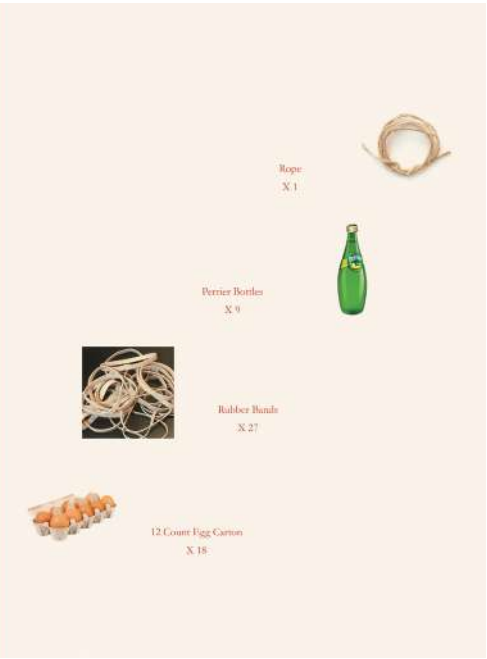 Rope
X 1
Perrier Bottles
X 9
Rubber Bands
X 27
12 Count Egg Carton
X 18